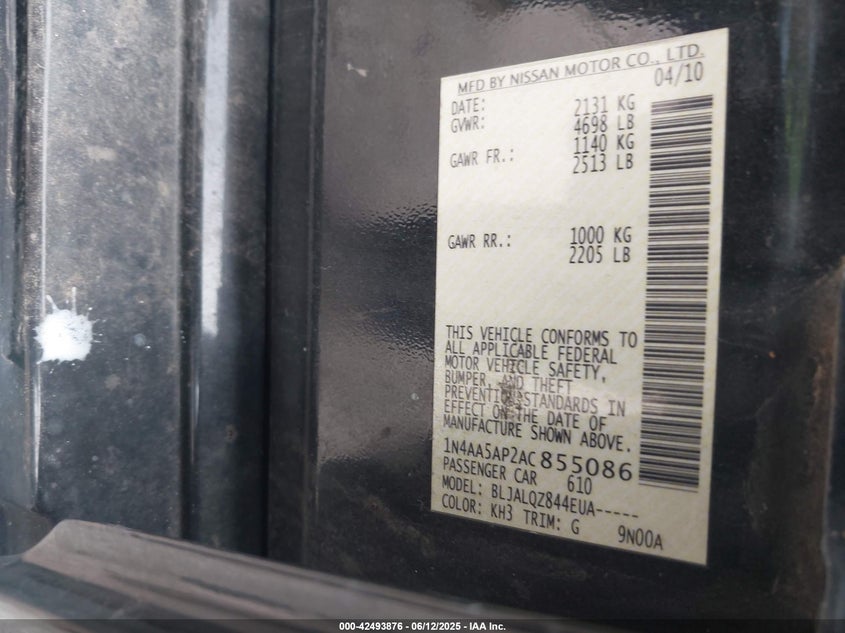 MFD BY NISSAN MOTOR CO., LTD.
04/10
DATE: 2131 KG
GVWR: 4698 LB
1140 KG
GAWR FR.: 2513 LB
GAWR RR.: 1000 KG
2205 LB
THIS VEHICLE CONFORMS TO
ALL APPLICABLE FEDERAL
MOTOR VEHICLE SAFETY,
BUMPER, AND THEFT
PREVENTION STANDARDS IN
EFFECT ON THE DATE OF
MANUFACTURE SHOWN ABOVE.
1N4AA5AP2AC855086
PASSENGER CAR 610
MODEL: BLJALQZ844EUA-----
COLOR: KH3 TRIM: G 9N00A
000-42493876 - 06/12/2025 - IAA Inc.